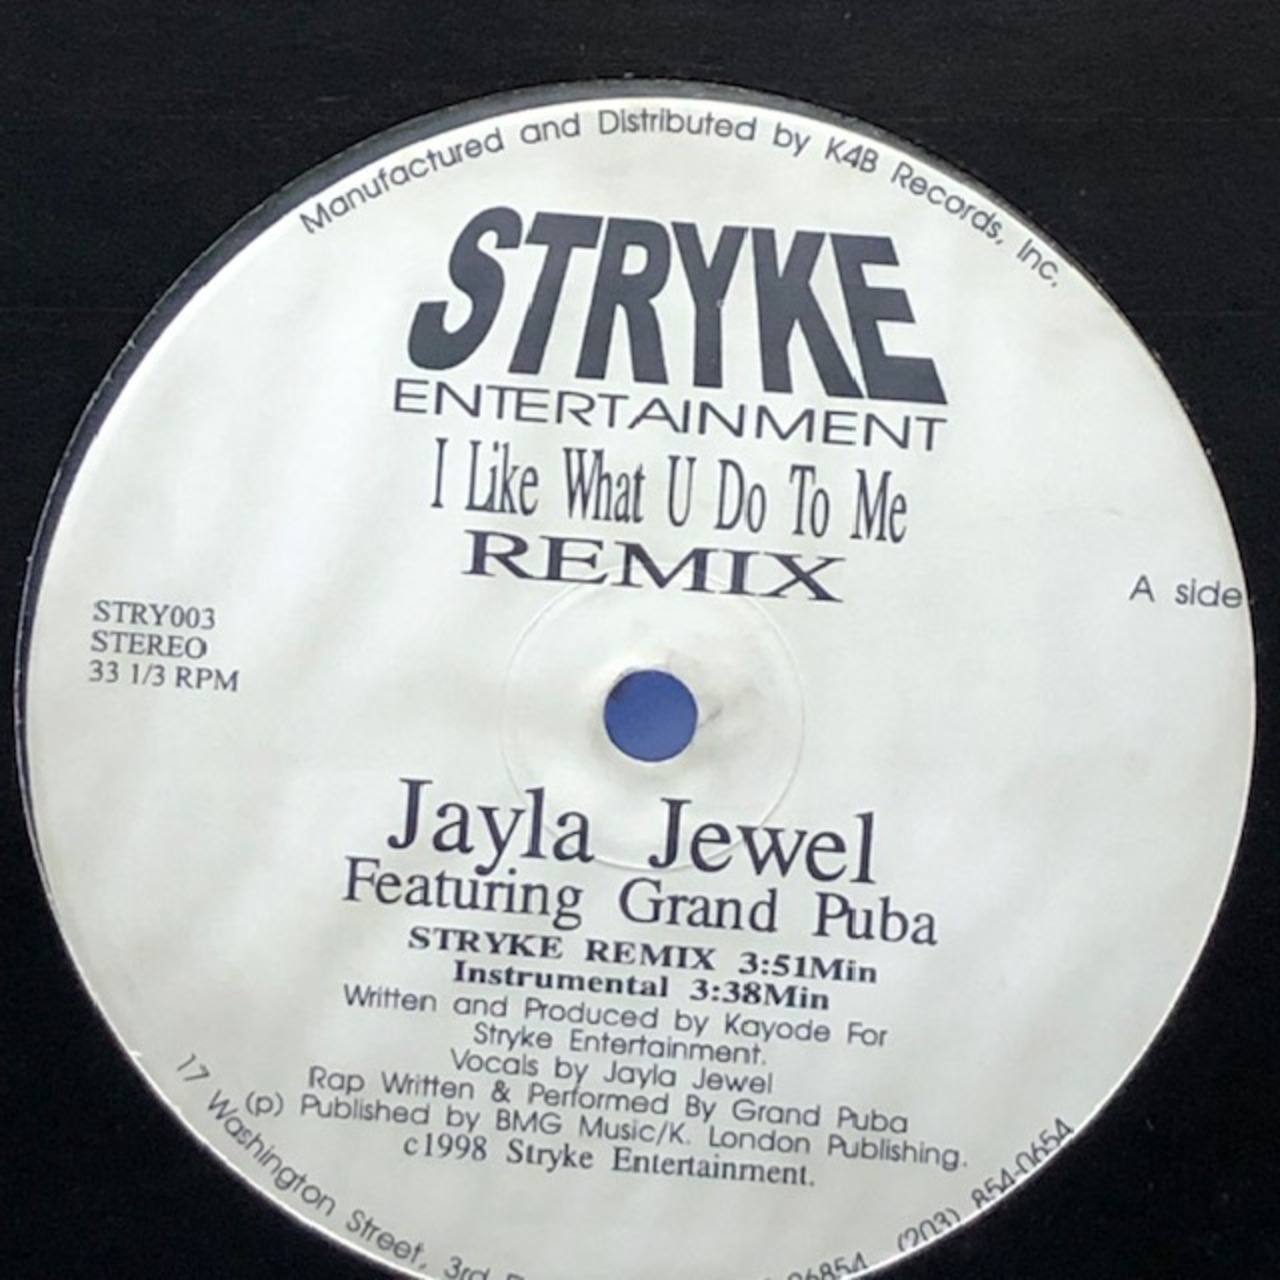 Manufactured and Distributed by K4B Records, Inc.
STRYKE
ENTERTAINMENT
I Like What U Do To Me
REMIX
A side
STRY003
STEREO
33 1/3 RPM
Jayla Jewel
Featuring Grand Puba
STRYKE REMIX 3:51Min
Instrumental 3:38Min
Written and Produced by Kayode For
Stryke Entertainment.
Vocals by Jayla Jewel
Rap Written & Performed By Grand Puba
(p) Published by BMG Music/K. London Publishing.
c1998 Stryke Entertainment.
17 Washington Street, 3rd 06854 (203) 854-0654